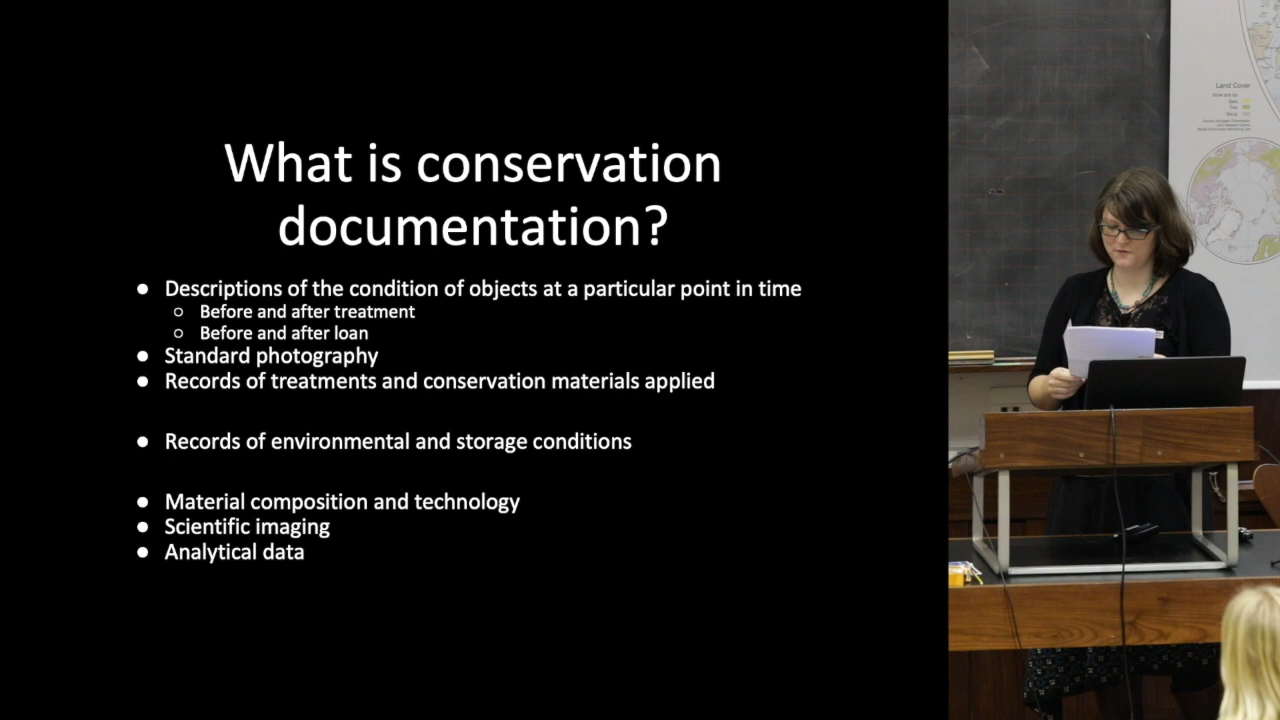 What is conservation
documentation?
● Descriptions of the condition of objects at a particular point in time
○ Before and after treatment
○ Before and after loan
● Standard photography
● Records of treatments and conservation materials applied
● Records of environmental and storage conditions
● Material composition and technology
● Scientific imaging
● Analytical data
Land Cover